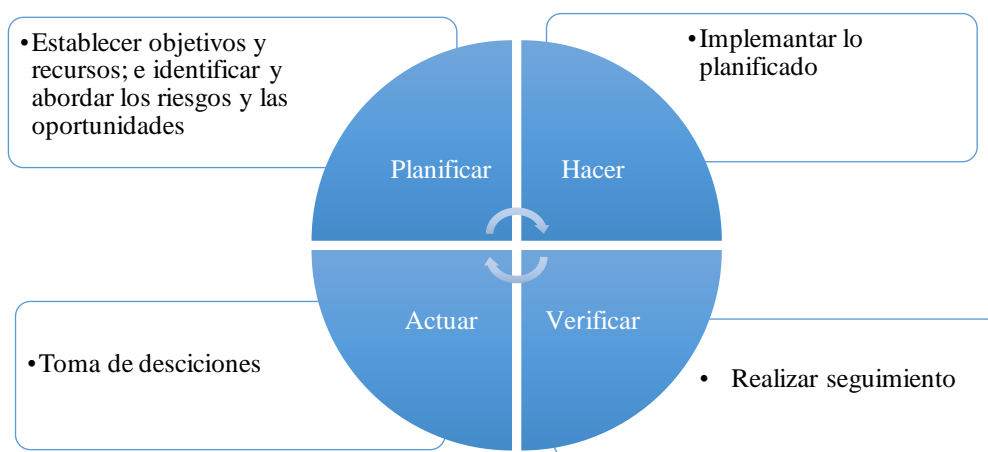 •Establecer objetivos y
recursos; e identificar y
abordar los riesgos y las
oportunidades
•Implemantar lo
planificado
Planificar
Hacer
Actuar
Verificar
•Toma de desciciones
• Realizar seguimiento